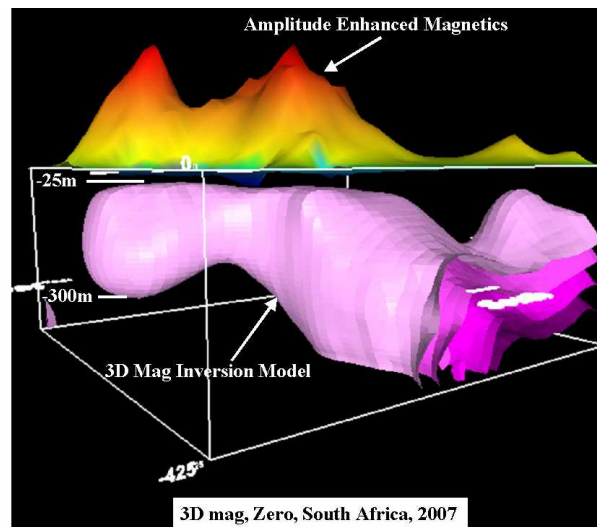 Amplitude Enhanced Magnetics
0
-25m
-300m
3D Mag Inversion Model
-425
3D mag, Zero, South Africa, 2007